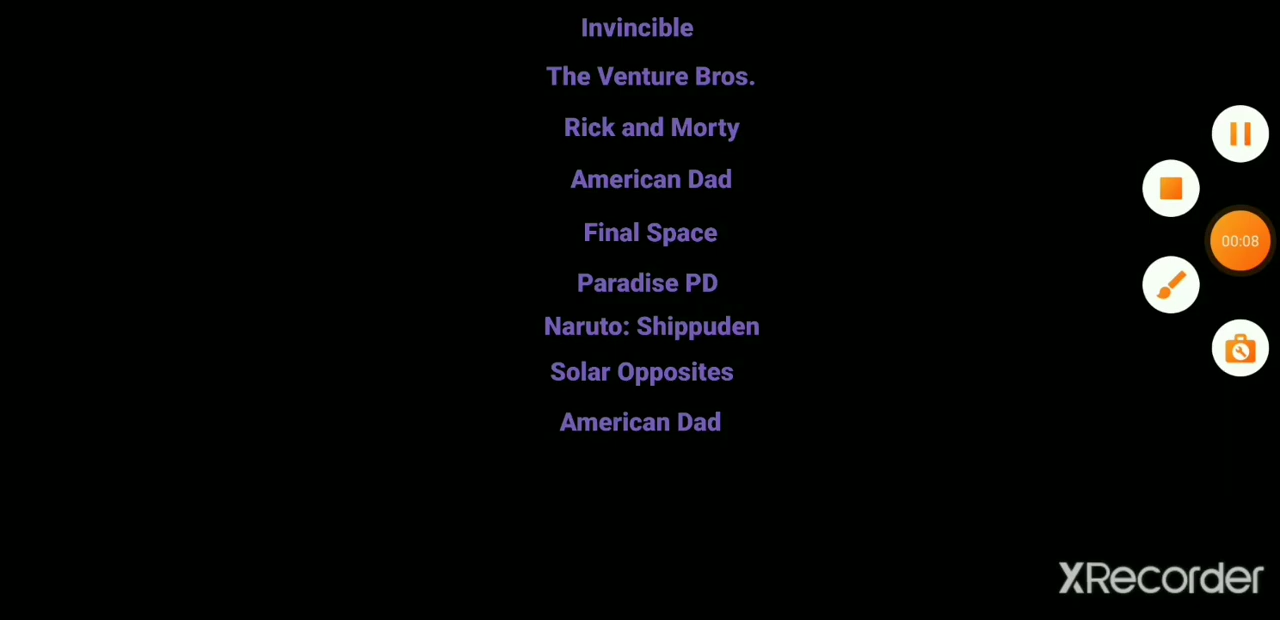 Invincible
The Venture Bros.
Rick and Morty
American Dad
Final Space
Paradise PD
Naruto: Shippuden
Solar Opposites
American Dad
00:08
XRecorder